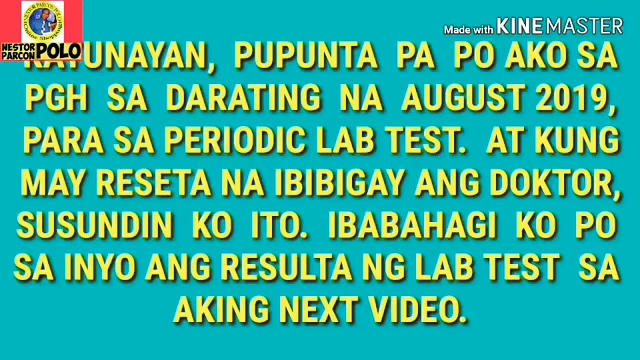 NESTOR PARCON POLO
Made with KINEMASTER
KATUNAYAN, PUPUNTA PA PO AKO SA
PGH SA DARATING NA AUGUST 2019,
PARA SA PERIODIC LAB TEST. AT KUNG
MAY RESETA NA IBIBIGAY ANG DOKTOR,
SUSUNDIN KO ITO. IBABAHAGI KO PO
SA INYO ANG RESULTA NG LAB TEST SA
AKING NEXT VIDEO.